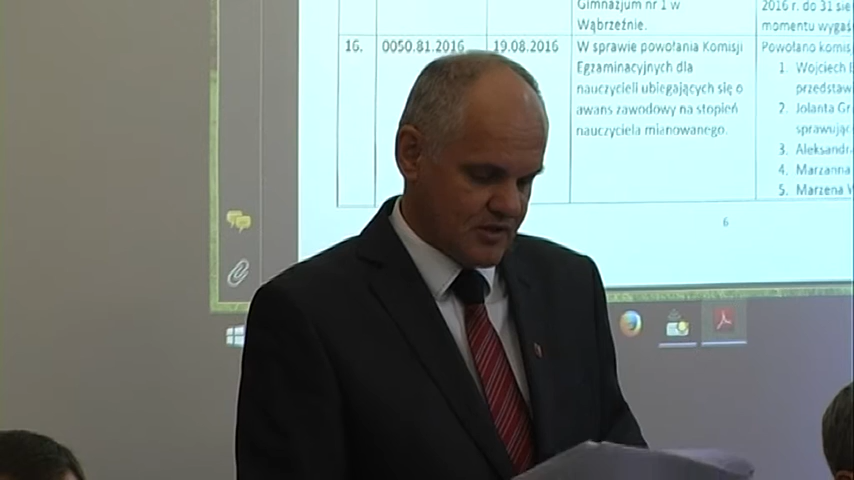 Gimnazjum nr 1 w
Wąbrzeźnie.
2016 r. do 31 sie
momentu wygaś
16.
0050.81.2016
19.08.2016
W sprawie powołania Komisji
Egzaminacyjnych dla
nauczycieli ubiegających się o
awans zawodowy na stopień
nauczyciela mianowanego.
Powołano komis
1. Wojciech
przedstaw
2. Jolanta Gr
sprawując
3. Aleksandra
4. Marzanna
5. Marzena W
6